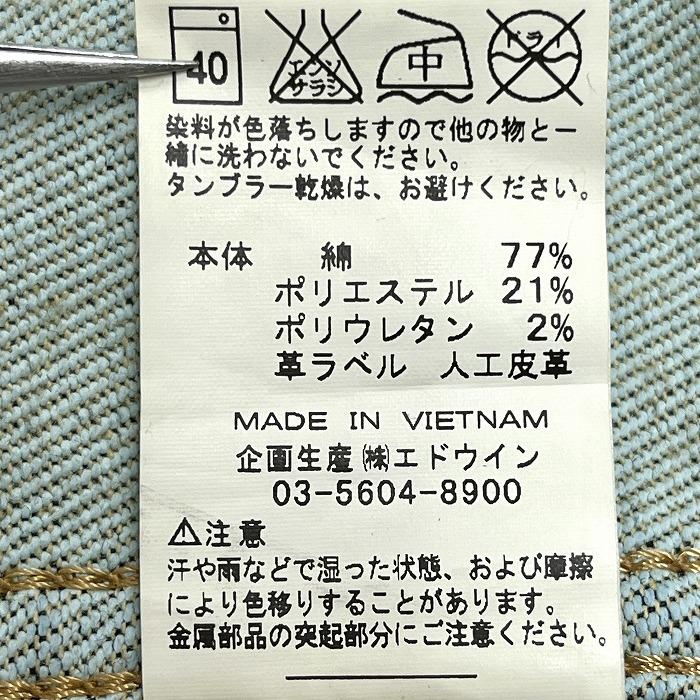 40 エンソサラシ 中 ドライ
染料が色落ちしますので他の物と一
緒に洗わないでください。
タンブラー乾燥は、お避けください。
本体 綿 77%
ポリエステル 21%
ポリウレタン 2%
革ラベル 人工皮革
MADE IN VIETNAM
企画生産㈱エドウイン
03-5604-8900
⚠注意
汗や雨などで湿った状態、および摩擦
により色移りすることがあります。
金属部品の突起部分にご注意ください。